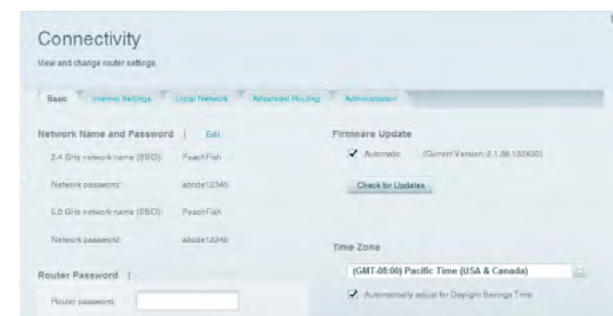 Connectivity
View and change router settings
Basic Internet Settings Local Network Advanced Routing Administration
Network Name and Password | Edit
2.4 GHz network name (SSID): PeachFish
Network password: abcde12345
5.0 GHz network name (SSID): PeachFish
Network password: abcde12345
Router Password |
Router password:
Firmware Update
Automatic (Current Version: 2.1.38
Check for Updates
Time Zone
(GMT-08:00) Pacific Time (USA & Canada)
Automatically adjust for Daylight Savings Time